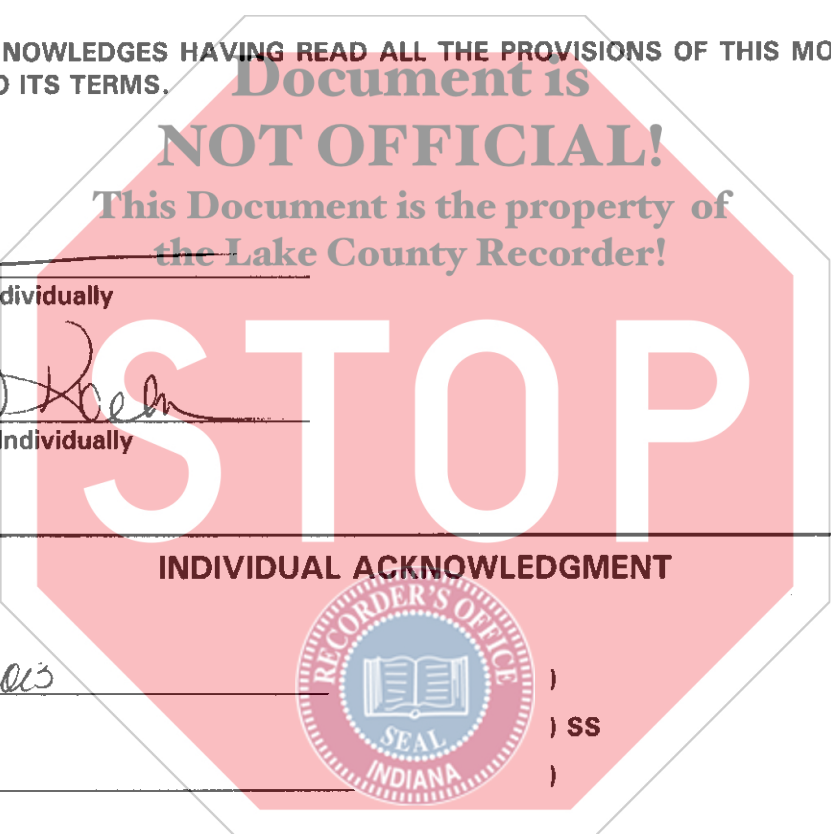 NOWLEDGES HAVING READ ALL THE PROVISIONS OF THIS MO
O ITS TERMS.
Document is
NOT OFFICIAL!
This Document is the property of
the Lake County Recorder!
dividually
STOP
Individually
INDIVIDUAL ACKNOWLEDGMENT
RECORDER'S OFFICE
SEAL
INDIANA
)
) SS
)